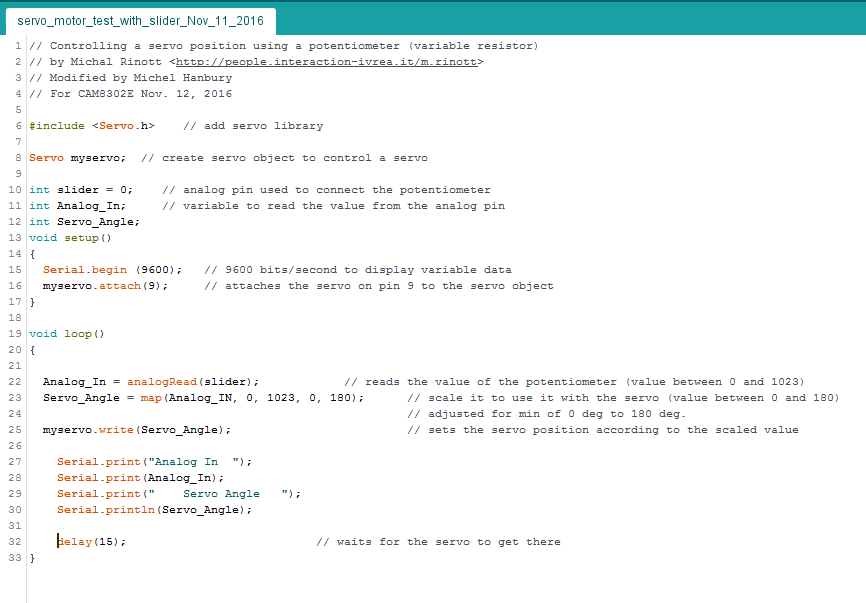 servo_motor_test_with_slider_Nov_11_2016
1 // Controlling a servo position using a potentiometer (variable resistor)
2 // by Michal Rinott <http://people.interaction-ivrea.it/m.rinott>
3 // Modified by Michel Hanbury
4 // For CAM8302E Nov. 12, 2016
5
6 #include <Servo.h>    // add servo library
7
8 Servo myservo;  // create servo object to control a servo
9
10 int slider = 0;    // analog pin used to connect the potentiometer
11 int Analog_In;     // variable to read the value from the analog pin
12 int Servo_Angle;
13 void setup()
14 {
15   Serial.begin (9600);   // 9600 bits/second to display variable data
16   myservo.attach(9);     // attaches the servo on pin 9 to the servo object
17 }
18
19 void loop()
20 {
21
22   Analog_In = analogRead(slider);            // reads the value of the potentiometer (value between 0 and 1023)
23   Servo_Angle = map(Analog_IN, 0, 1023, 0, 180);      // scale it to use it with the servo (value between 0 and 180)
24                                                       // adjusted for min of 0 deg to 180 deg.
25   myservo.write(Servo_Angle);                         // sets the servo position according to the scaled value
26
27     Serial.print("Analog In  ");
28     Serial.print(Analog_In);
29     Serial.print("    Servo Angle   ");
30     Serial.println(Servo_Angle);
31
32     delay(15);                           // waits for the servo to get there
33 }